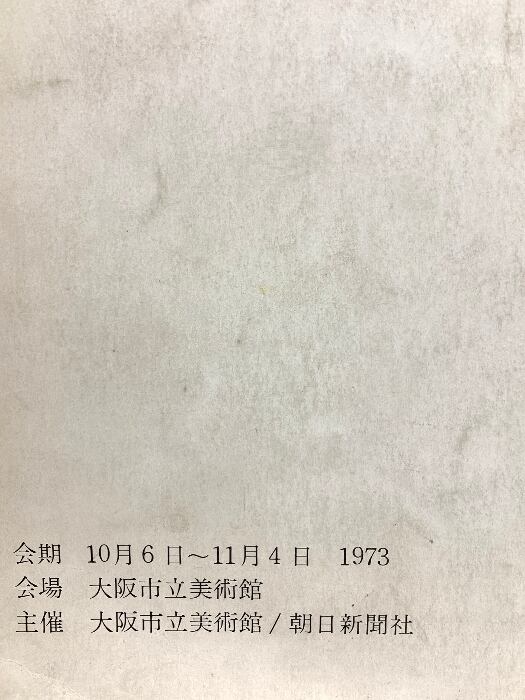 会期　10月6日～11月4日　1973
会場　大阪市立美術館
主催　大阪市立美術館/朝日新聞社